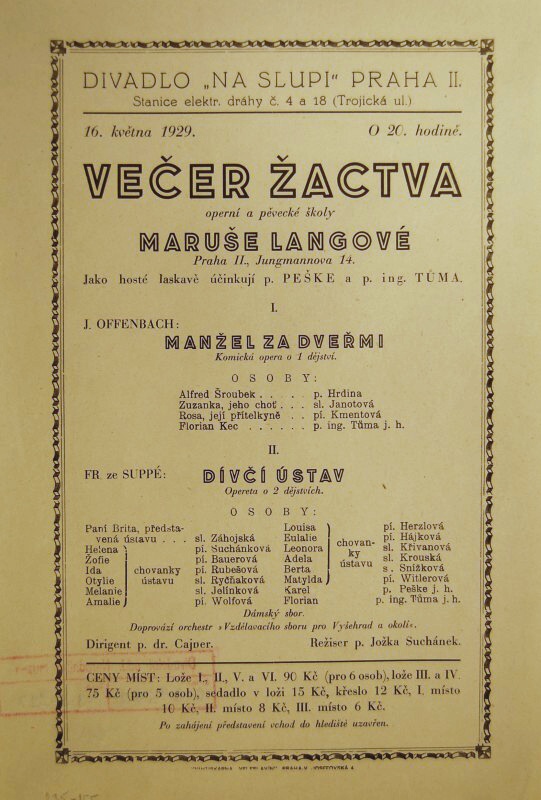 DIVADLO „NA SLUPI“ PRAHA II.
Stanice elektr. dráhy č. 4 a 18 (Trojická ul.)
16. května 1929. O 20. hodině.
VEČER ŽACTVA
operní a pěvecké školy
MARUŠE LANGOVÉ
Praha II., Jungmannova 14.
Jako hosté laskavě účinkují p. PEŠKE a p. ing. TŮMA.
I.
J. OFFENBACH:
MANŽEL ZA DVEŘMI
Komická opera o 1 dějství.
OSOBY:
Alfred Šroubek . . . . . p. Hrdina
Zuzanka, jeho choť . . . sl. Janotová
Rosa, její přítelkyně . . pí. Kmentová
Florian Kec . . . . . . p. ing. Tůma j. h.
II.
FR. ze SUPPÉ: DÍVČÍ ÚSTAV
Opereta o 2 dějstvích.
OSOBY:
Paní Brita, představená ústavu . . . sl. Záhojská
Helena pí. Suchánková
Žofie pí. Bauerová
Ida chovanky pí. Rubešová
Otylie ústavu sl. Ryčňaková
Melanie sl. Jelínková
Amalie pí. Wolfová
Louisa pí. Herzlová
Eulalie chovan- pí. Hájková
Leonora ky sl. Křivanová
Adela ústavu sl. Krouská
Berta s . Snížková
Matylda pí. Witlerová
Karel p. Peške j. h.
Florian p. ing. Tůma j. h.
Dámský sbor.
Doprovází orchestr »Vzdělavacího sboru pro Vyšehrad a okolí«.
Dirigent p. dr. Cajner. Režiser p. Jožka Suchánek.
CENY MÍST: Lože I., II., V. a VI. 90 Kč (pro 6 osob), lože III. a IV.
75 Kč (pro 5 osob), sedadlo v loži 15 Kč, křeslo 12 Kč, I. místo
10 Kč, II. místo 8 Kč, III. místo 6 Kč.
Po zahájení představení vchod do hlediště uzavřen.